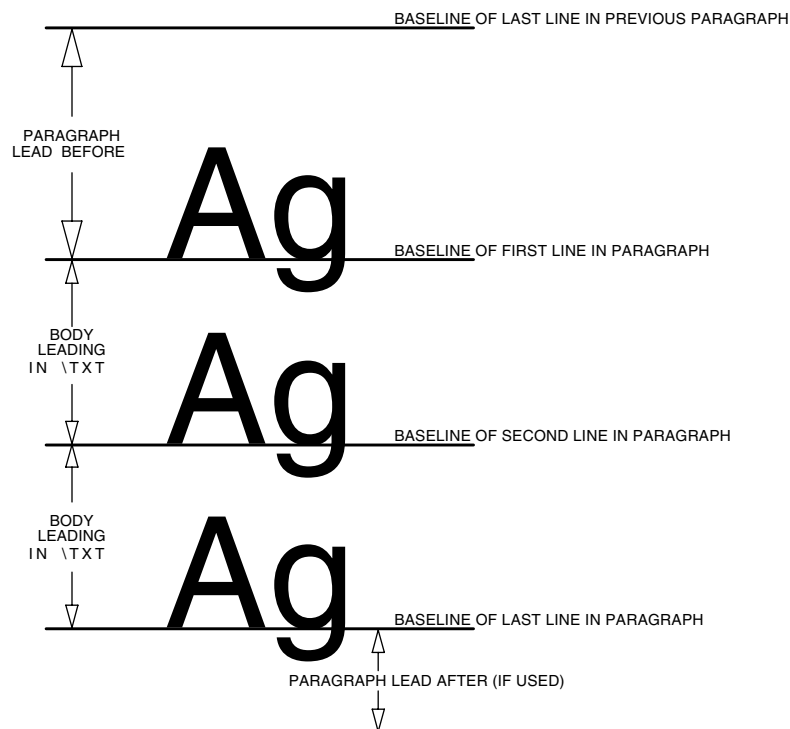 BASELINE OF LAST LINE IN PREVIOUS PARAGRAPH
PARAGRAPH
LEAD BEFORE
Ag
BASELINE OF FIRST LINE IN PARAGRAPH
BODY
LEADING
IN \TXT
Ag
BASELINE OF SECOND LINE IN PARAGRAPH
BODY
LEADING
IN \TXT
Ag
BASELINE OF LAST LINE IN PARAGRAPH
PARAGRAPH LEAD AFTER (IF USED)